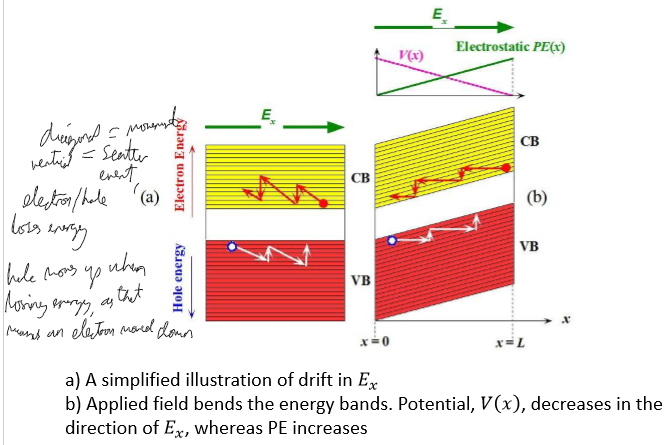 E_x
V(x)
Electrostatic PE(x)
diagonal = movement
vertical = scatter
event,
electron/hole
loses energy
hole moves up when
losing energy, as that
means an electron moved down
E_x
Electron Energy
CB
(a)
Hole energy
VB
CB
(b)
VB
x
x = 0
x = L
a) A simplified illustration of drift in E_x
b) Applied field bends the energy bands. Potential, V(x), decreases in the
direction of E_x, whereas PE increases